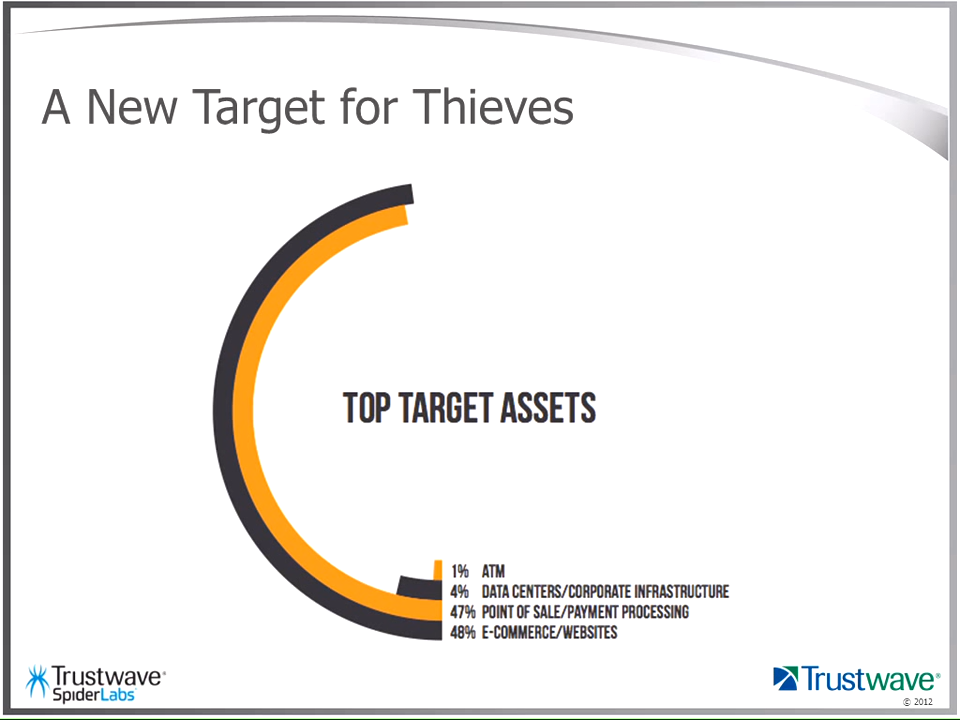 A New Target for Thieves
TOP TARGET ASSETS
1% ATM
4% DATA CENTERS/CORPORATE INFRASTRUCTURE
47% POINT OF SALE/PAYMENT PROCESSING
48% E-COMMERCE/WEBSITES
Trustwave®
SpiderLabs®
Trustwave®
© 2012